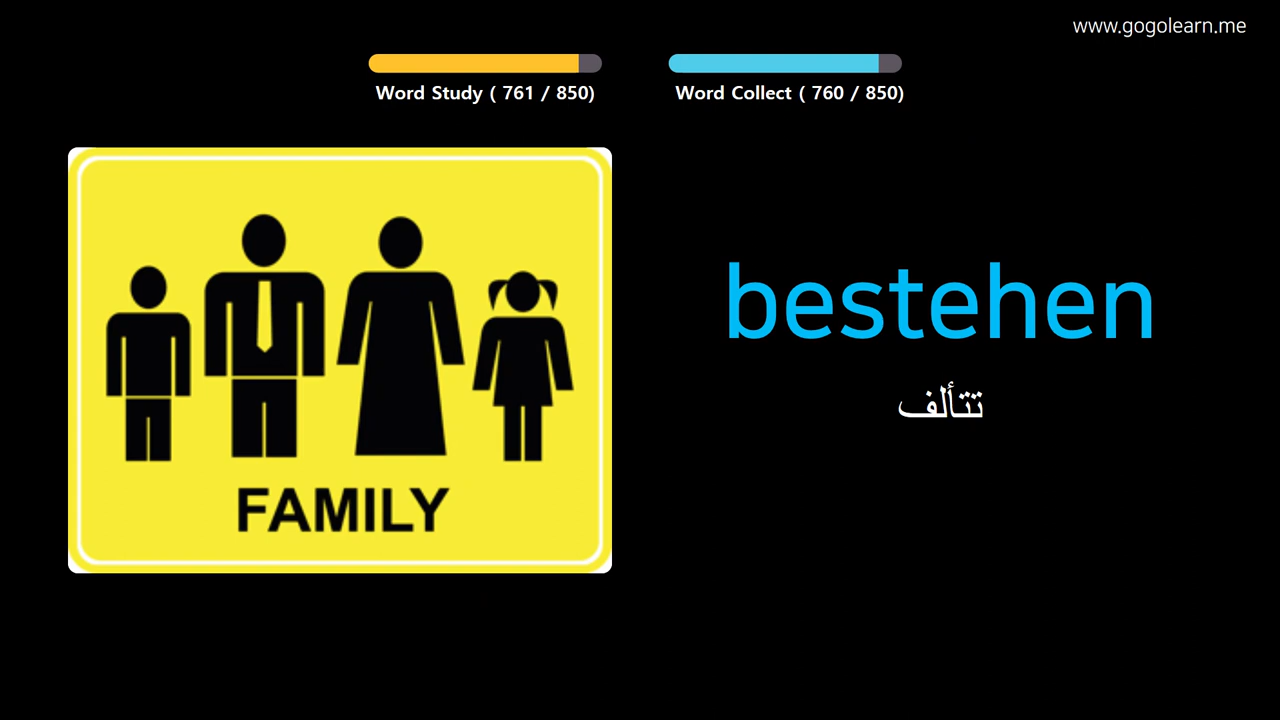 www.gogolearn.me
Word Study ( 761 / 850)
Word Collect ( 760 / 850)
bestehen
تتألف
FAMILY